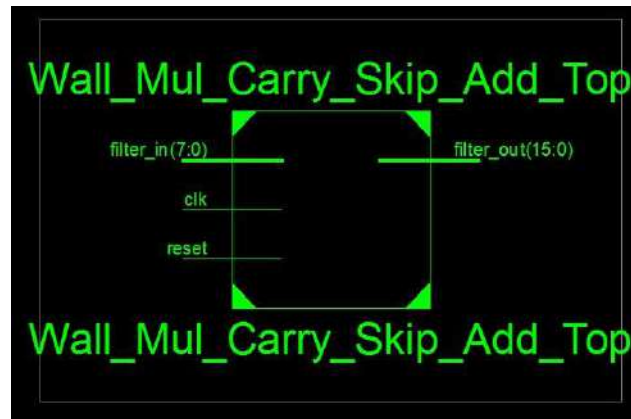 Wall_Mul_Carry_Skip_Add_Top
filter_in(7:0)
filter_out(15:0)
clk
reset
Wall_Mul_Carry_Skip_Add_Top